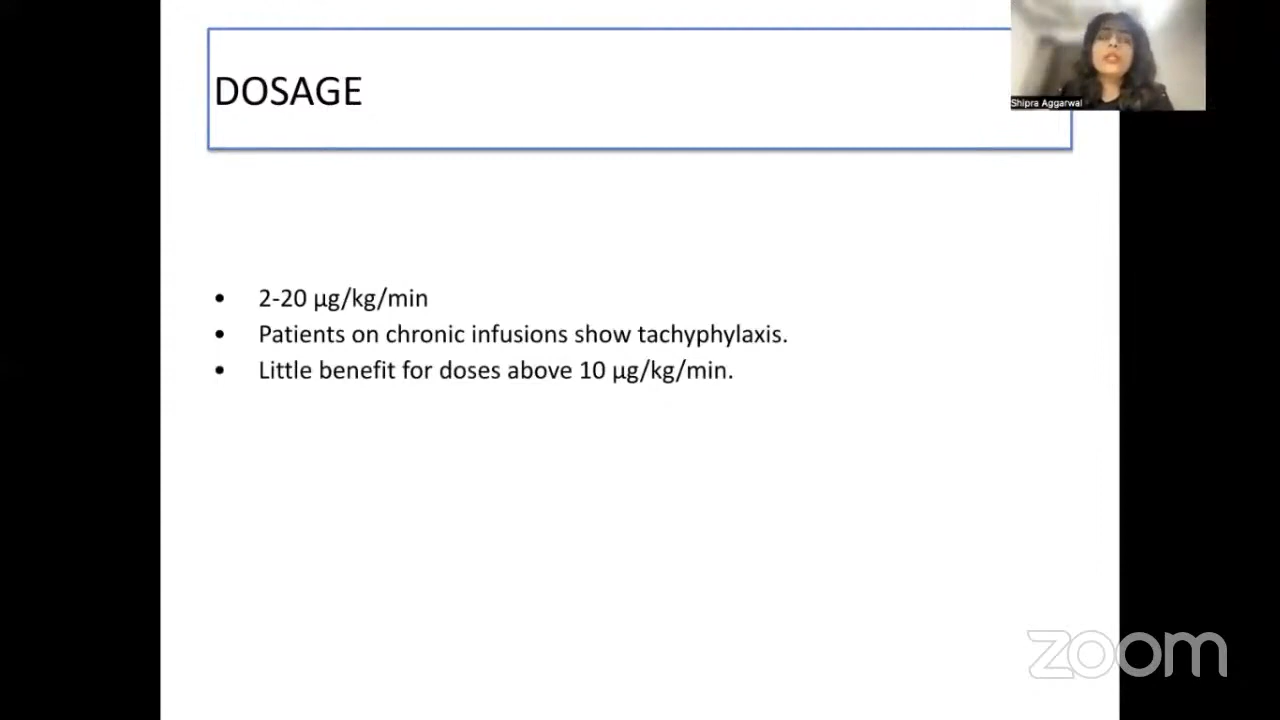 DOSAGE
Shipra Aggarwal
• 2-20 µg/kg/min
• Patients on chronic infusions show tachyphylaxis.
• Little benefit for doses above 10 µg/kg/min.
zoom